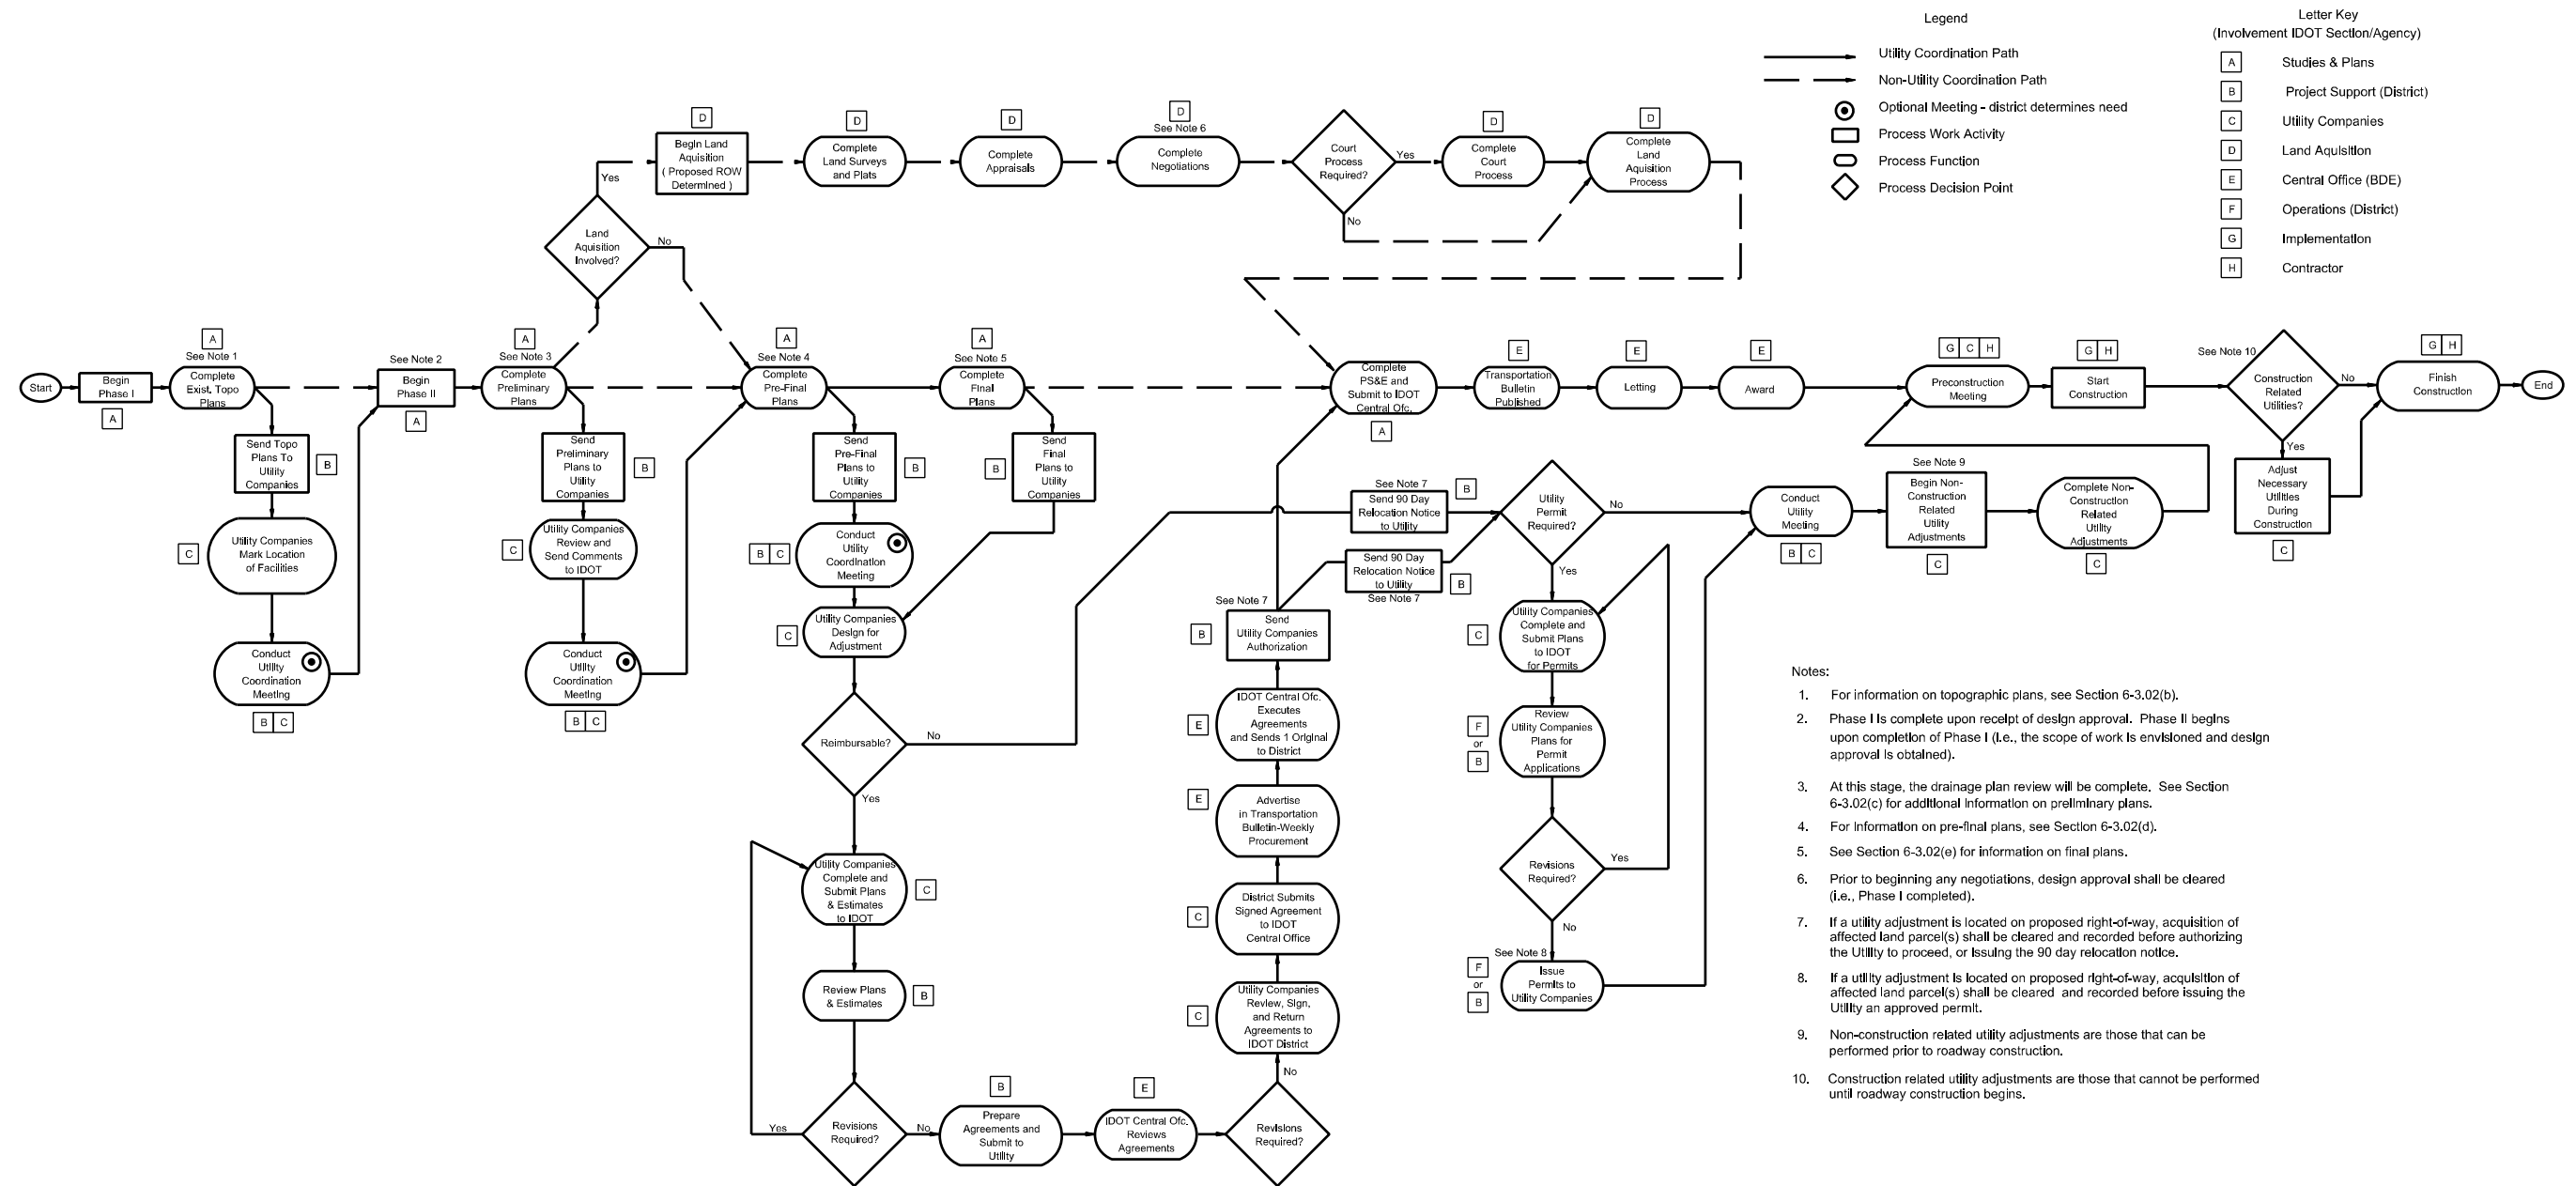 Legend
Utility Coordination Path
Non-Utility Coordination Path
Optional Meeting - district determines need
Process Work Activity
Process Function
Process Decision Point
Letter Key
(Involvement IDOT Section/Agency)
A Studies & Plans
B Project Support (District)
C Utility Companies
D Land Aquisition
E Central Office (BDE)
F Operations (District)
G Implementation
H Contractor
D
Begin Land
Aquisition
( Proposed ROW
Determined )
D
Complete
Land Surveys
and Plats
D
Complete
Appraisals
D
See Note 6
Complete
Negotiations
Court
Process
Required?
Yes
No
D
Complete
Court
Process
D
Complete
Land
Aquisition
Process
Yes
Land
Aquisition
Involved?
No
Start
Begin
Phase I
A
A
See Note 1
Complete
Exist. Topo
Plans
See Note 2
Begin
Phase II
A
A
See Note 3
Complete
Preliminary
Plans
A
See Note 4
Complete
Pre-Final
Plans
A
See Note 5
Complete
Final
Plans
Complete
PS&E and
Submit to IDOT
Central Ofc.
A
E
Transportation
Bulletin
Published
E
Letting
E
Award
G C H
Preconstruction
Meeting
G H
Start
Construction
See Note 10
Construction
Related
Utilities?
No
Yes
G H
Finish
Construction
End
Send Topo
Plans To
Utility
Companies
B
Utility Companies
Mark Location
of Facilities
C
Conduct
Utility
Coordination
Meeting
B C
Send
Preliminary
Plans to
Utility
Companies
B
Utility Companies
Review and
Send Comments
to IDOT
C
Conduct
Utility
Coordination
Meeting
B C
Send
Pre-Final
Plans to
Utility
Companies
B
Conduct
Utility
Coordination
Meeting
B C
Send
Final
Plans to
Utility
Companies
B
Utility Companies
Design for
Adjustment
C
Reimbursable?
No
Yes
Utility Companies
Complete and
Submit Plans
& Estimates
to IDOT
C
Review Plans
& Estimates
B
Revisions
Required?
Yes
No
B
Prepare
Agreements and
Submit to
Utility
E
IDOT Central Ofc.
Reviews
Agreements
Revisions
Required?
No
Utility Companies
Review, Sign,
and Return
Agreements to
IDOT District
C
District Submits
Signed Agreement
to IDOT
Central Office
C
Advertise
in Transportation
Bulletin-Weekly
Procurement
E
IDOT Central Ofc.
Executes
Agreements
and Sends 1 Original
to District
E
See Note 7
Send
Utility Companies
Authorization
B
See Note 7
Send 90 Day
Relocation Notice
to Utility
B
Send 90 Day
Relocation Notice
to Utility
See Note 7
B
Utility
Permit
Required?
No
Yes
Utility Companies
Complete and
Submit Plans
to IDOT
for Permits
C
Review
Utility Companies
Plans for
Permit
Applications
F
or
B
Revisions
Required?
Yes
No
See Note 8
Issue
Permits to
Utility Companies
F
or
B
Conduct
Utility
Meeting
B C
See Note 9
Begin Non-
Construction
Related
Utility
Adjustments
C
Complete Non-
Construction
Related
Utility
Adjustments
C
Adjust
Necessary
Utilities
During
Construction
C
Notes:
1. For information on topographic plans, see Section 6-3.02(b).
2. Phase I is complete upon receipt of design approval. Phase II begins
upon completion of Phase I (i.e., the scope of work is envisioned and design
approval is obtained).
3. At this stage, the drainage plan review will be complete. See Section
6-3.02(c) for additional information on preliminary plans.
4. For information on pre-final plans, see Section 6-3.02(d).
5. See Section 6-3.02(e) for information on final plans.
6. Prior to beginning any negotiations, design approval shall be cleared
(i.e., Phase I completed).
7. If a utility adjustment is located on proposed right-of-way, acquisition of
affected land parcel(s) shall be cleared and recorded before authorizing
the Utility to proceed, or issuing the 90 day relocation notice.
8. If a utility adjustment is located on proposed right-of-way, acquisition of
affected land parcel(s) shall be cleared and recorded before issuing the
Utility an approved permit.
9. Non-construction related utility adjustments are those that can be
performed prior to roadway construction.
10. Construction related utility adjustments are those that cannot be performed
until roadway construction begins.